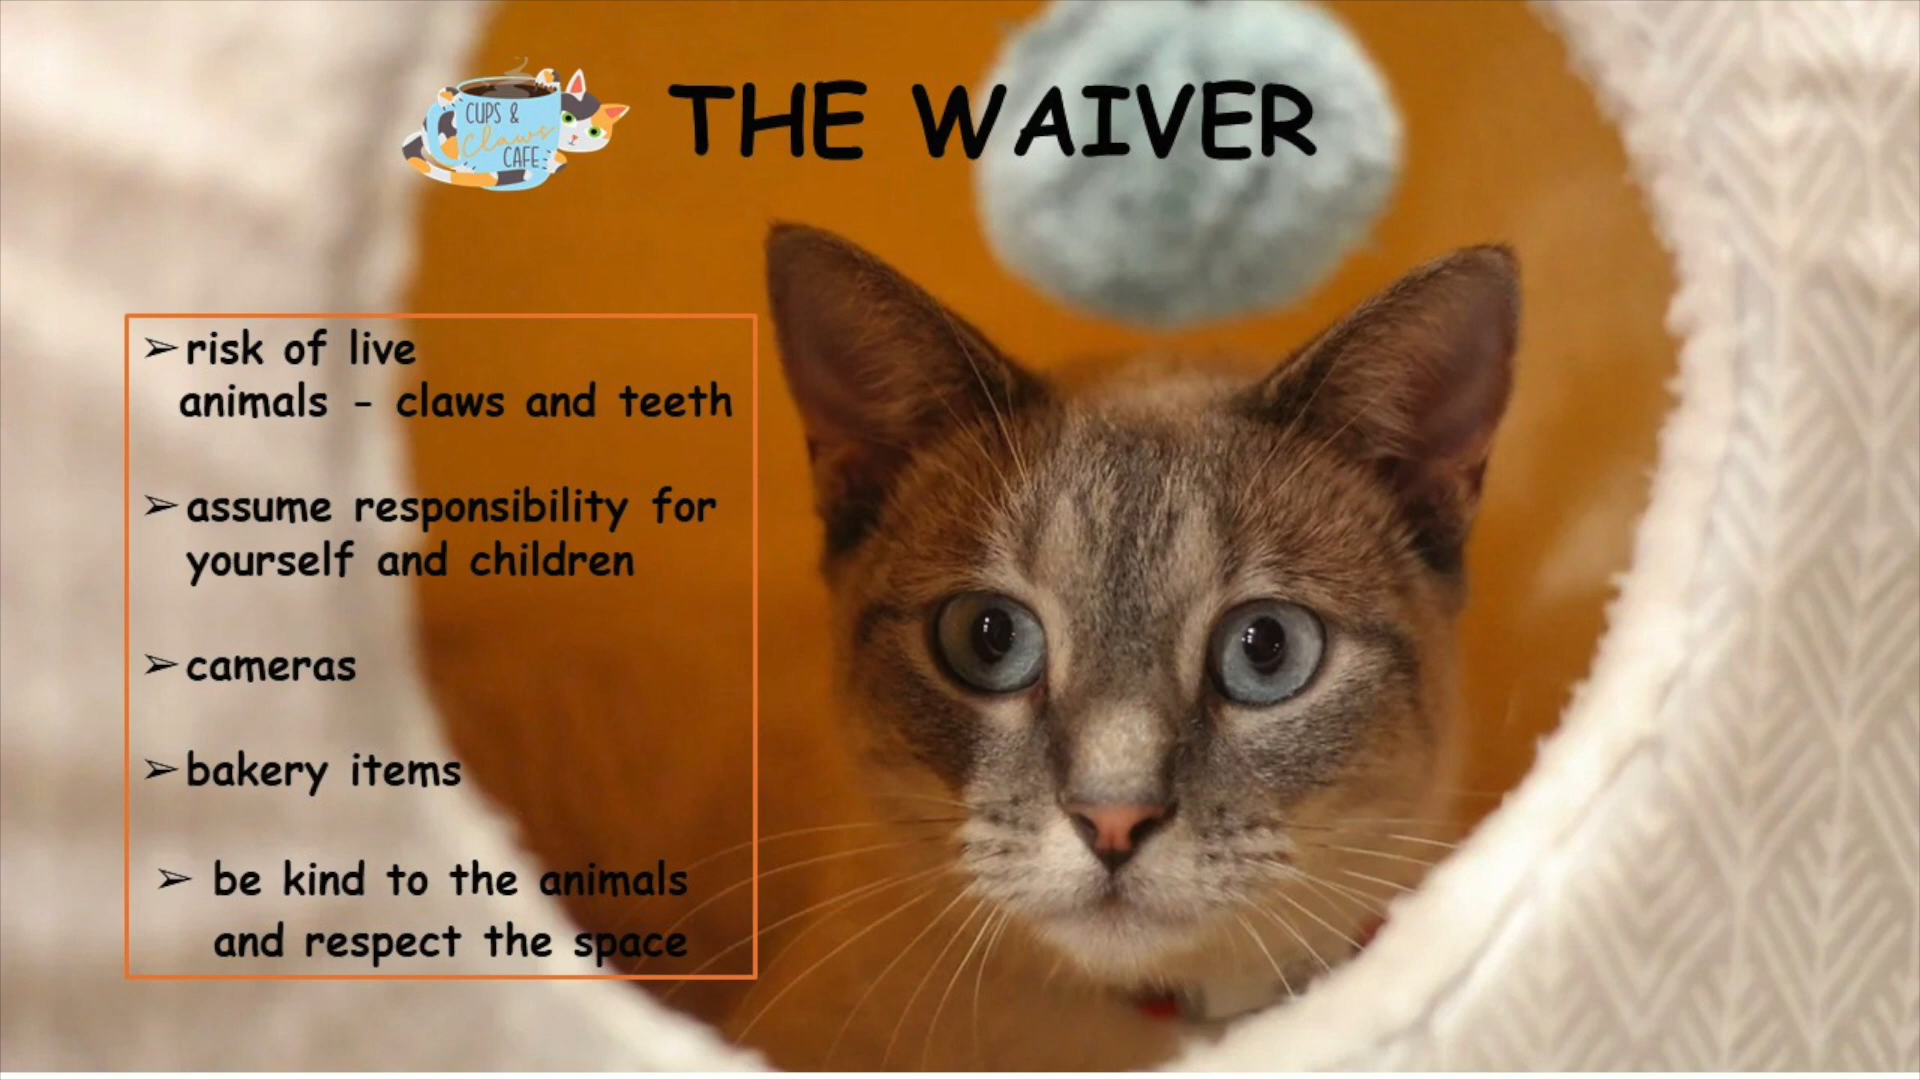 CUPS &
Claws
CAFE
THE WAIVER
➢risk of live
animals - claws and teeth
➢assume responsibility for
yourself and children
➢cameras
➢bakery items
➢ be kind to the animals
and respect the space